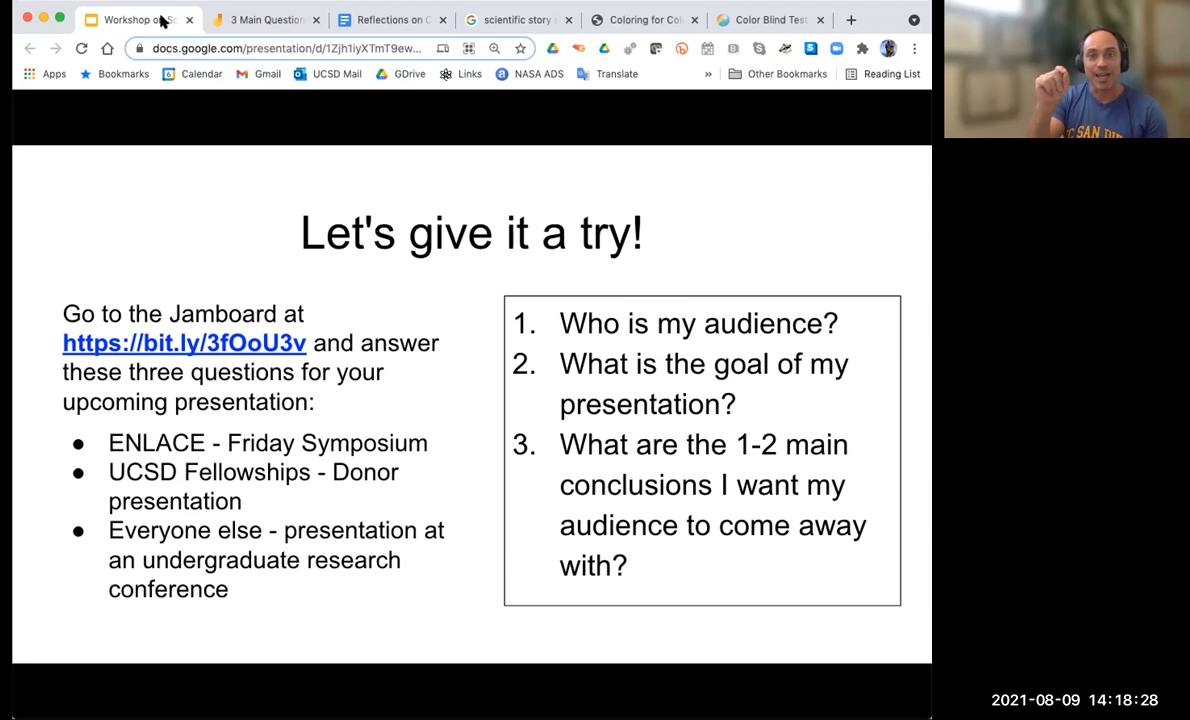 Workshop o
3 Main Question
Reflections on C
scientific story
Coloring for Col
Color Blind Test
docs.google.com/presentation/d/1Zjh1iyXTmT9ew...
Apps
Bookmarks
Calendar
Gmail
UCSD Mail
GDrive
Links
NASA ADS
Translate
»
Other Bookmarks
Reading List
Let's give it a try!
Go to the Jamboard at
https://bit.ly/3fOoU3v and answer
these three questions for your
upcoming presentation:
● ENLACE - Friday Symposium
● UCSD Fellowships - Donor
presentation
● Everyone else - presentation at
an undergraduate research
conference
1. Who is my audience?
2. What is the goal of my
presentation?
3. What are the 1-2 main
conclusions I want my
audience to come away
with?
SAN DI
2021-08-09 14:18:28